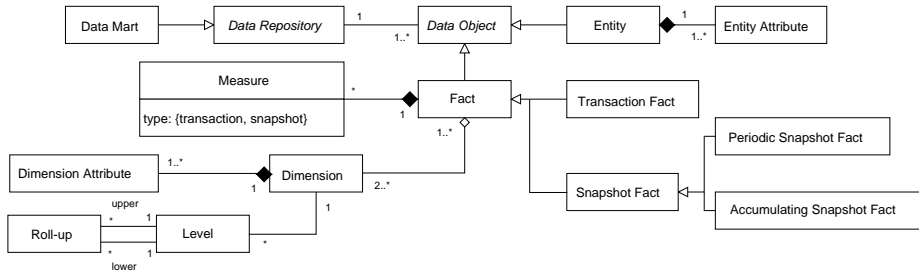 Data Mart
Data Repository
1
1..*
Data Object
Entity
1
1..*
Entity Attribute
Measure
type: {transaction, snapshot}
*
1
Fact
1..*
Transaction Fact
Periodic Snapshot Fact
Snapshot Fact
Accumulating Snapshot Fact
Dimension Attribute
1..*
1
Dimension
2..*
1
*
Roll-up
upper
*
1
*
1
lower
Level